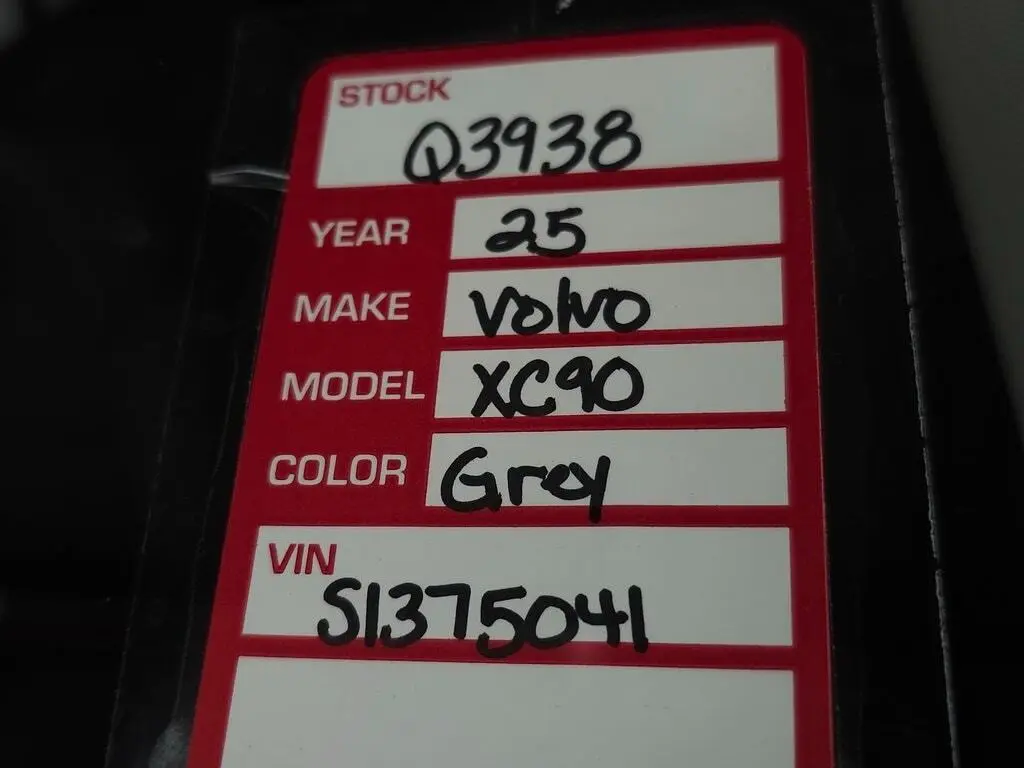 STOCK
Q3938
YEAR 25
MAKE Volvo
MODEL XC90
COLOR Grey
VIN
S1375041